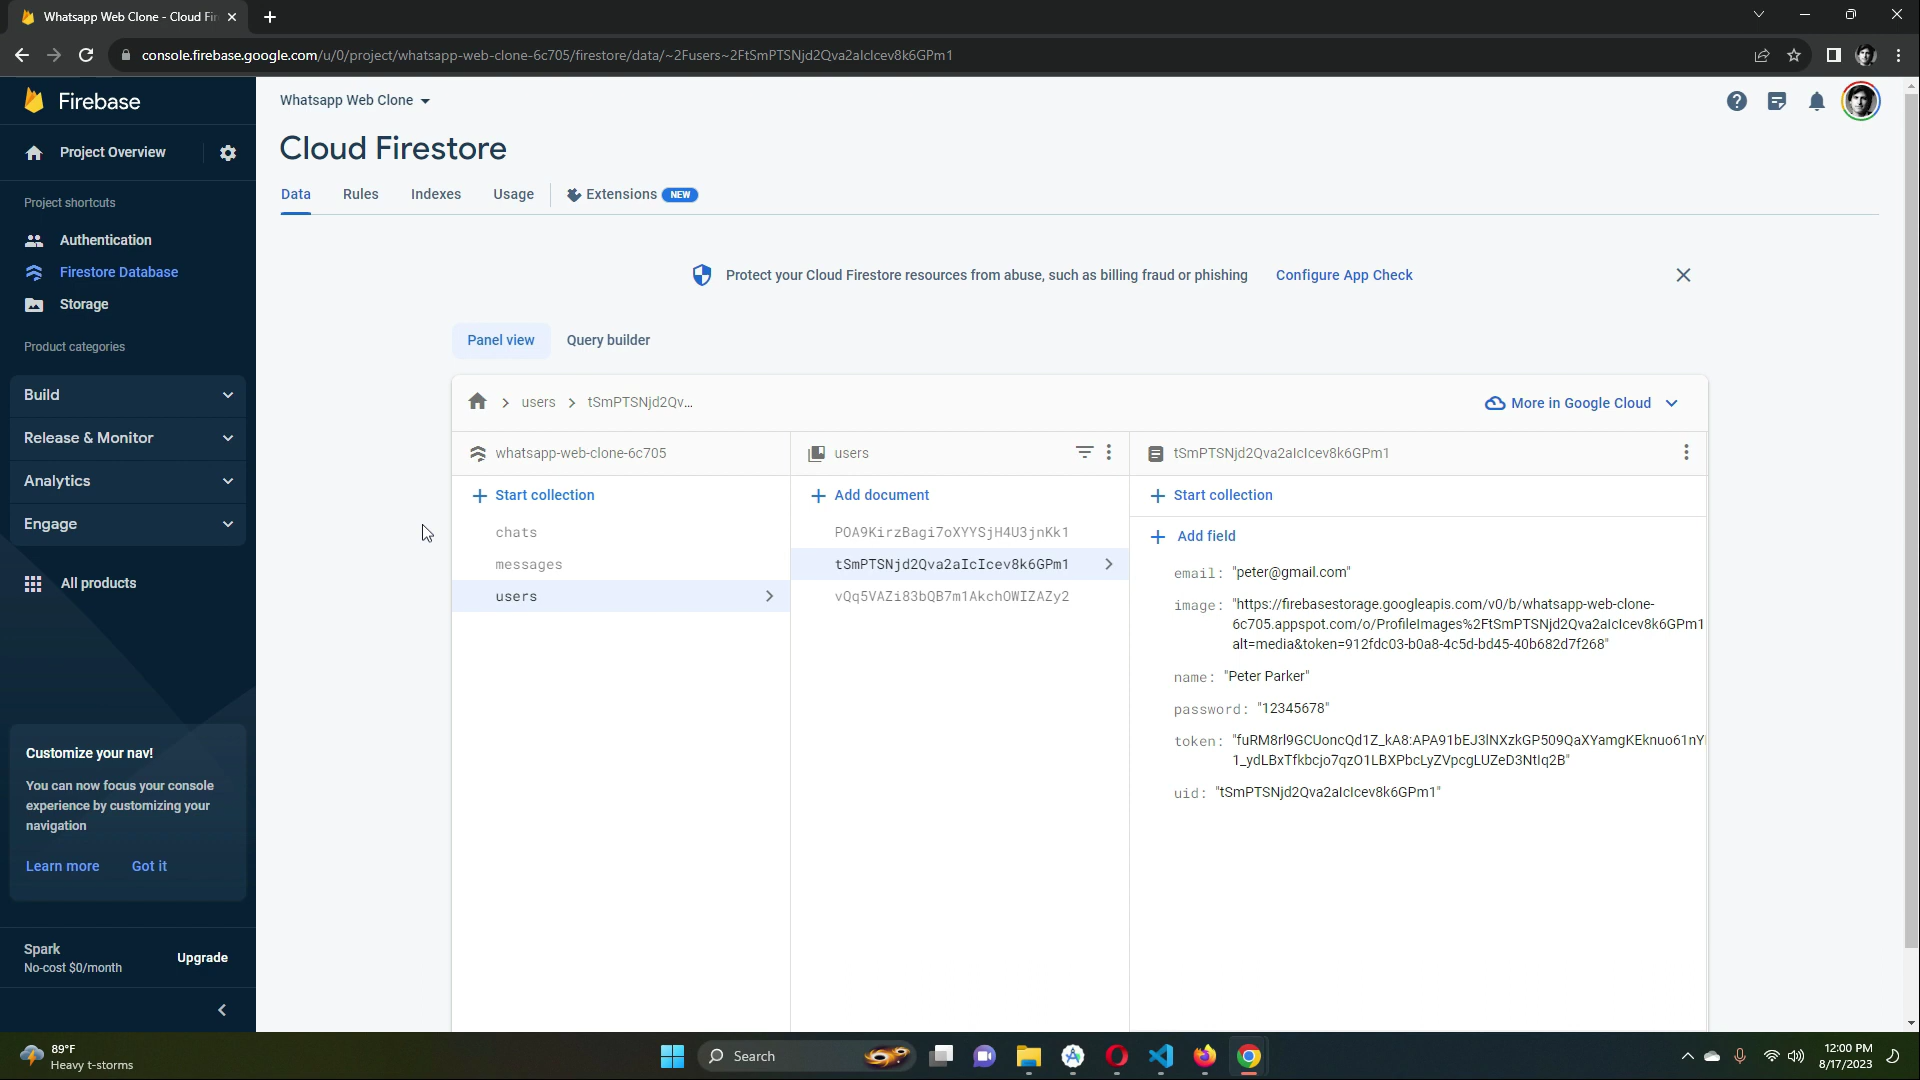 Whatsapp Web Clone - Cloud Fir
console.firebase.google.com/u/0/project/whatsapp-web-clone-6c705/firestore/data/~2Fusers~2FtSmPTSNjd2Qva2aIcIcev8k6GPm1
Firebase
Whatsapp Web Clone
Project Overview
Cloud Firestore
Data
Rules
Indexes
Usage
Extensions
NEW
Project shortcuts
Authentication
Firestore Database
Storage
Product categories
Build
Release & Monitor
Analytics
Engage
All products
Customize your nav!
You can now focus your console
experience by customizing your
navigation
Learn more
Got it
Spark
No-cost $0/month
Upgrade
Protect your Cloud Firestore resources from abuse, such as billing fraud or phishing
Configure App Check
Panel view
Query builder
users
tSmPTSNjd2Qv...
More in Google Cloud
whatsapp-web-clone-6c705
Start collection
chats
messages
users
users
Add document
POA9KirzBagi7oXYYSjH4U3jnKk1
tSmPTSNjd2Qva2aIcIcev8k6GPm1
vQq5VAZi83bQB7m1AkchOWIZAZy2
tSmPTSNjd2Qva2aIcIcev8k6GPm1
Start collection
Add field
email: "peter@gmail.com"
image: "https://firebasestorage.googleapis.com/v0/b/whatsapp-web-clone-
6c705.appspot.com/o/ProfileImages%2FtSmPTSNjd2Qva2aIcIcev8k6GPm1
alt=media&token=912fdc03-b0a8-4c5d-bd45-40b682d7f268"
name: "Peter Parker"
password: "12345678"
token: "fuRM8rI9GCUoncQd1Z_kA8:APA91bEJ3lNXzkGP509QaXYamgKEknuo61nY
1_ydLBxTfkbcjo7qzO1LBXPbcLyZVpcgLUZeD3NtIq2B"
uid: "tSmPTSNjd2Qva2aIcIcev8k6GPm1"
89°F
Heavy t-storms
Search
12:00 PM
8/17/2023